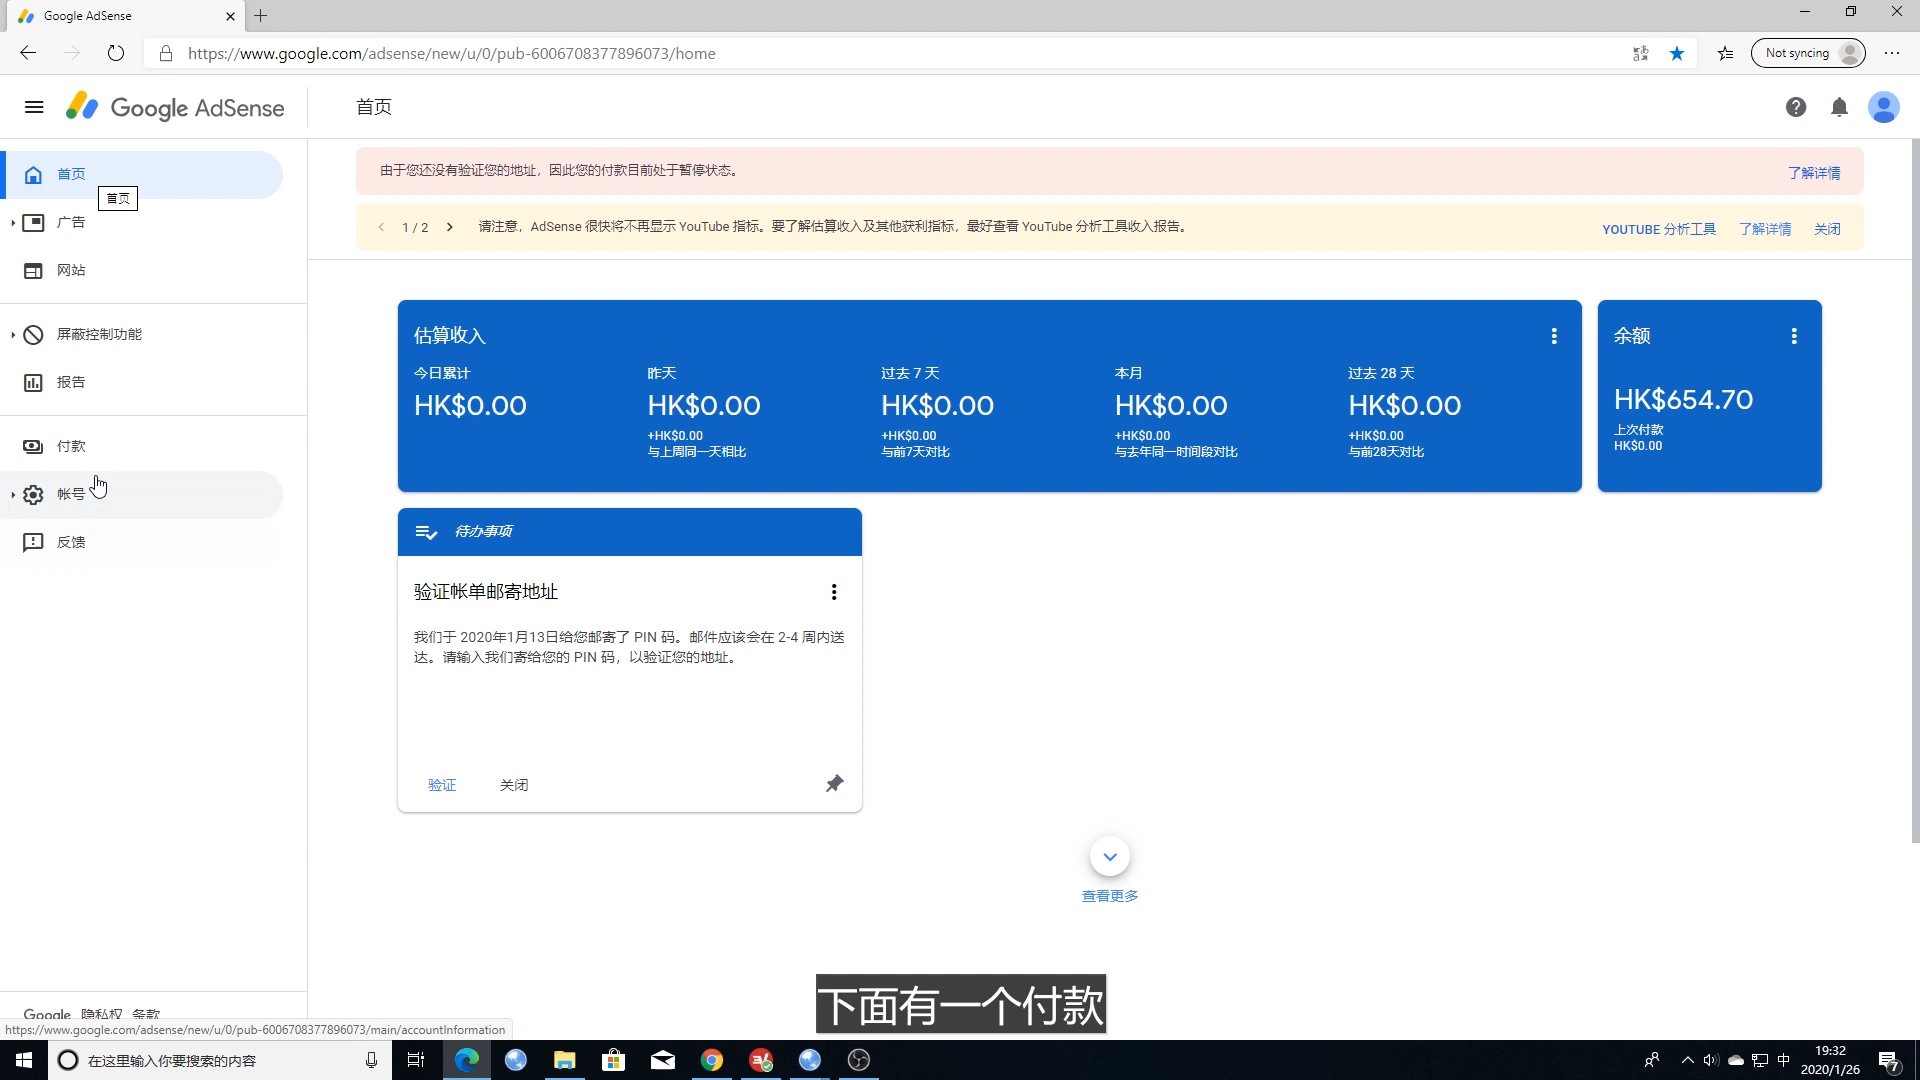 Google AdSense
https://www.google.com/adsense/new/u/0/pub-6006708377896073/home
Not syncing
Google AdSense
首页
首页
首页
广告
网站
屏蔽控制功能
报告
付款
帐号
反馈
由于您还没有验证您的地址，因此您的付款目前处于暂停状态。
了解详情
1 / 2
请注意，AdSense 很快将不再显示 YouTube 指标。要了解估算收入及其他获利指标，最好查看 YouTube 分析工具收入报告。
YOUTUBE 分析工具
了解详情
关闭
估算收入
今日累计
HK$0.00
昨天
HK$0.00
+HK$0.00
与上周同一天相比
过去 7 天
HK$0.00
+HK$0.00
与前7天对比
本月
HK$0.00
+HK$0.00
与去年同一时间段对比
过去 28 天
HK$0.00
+HK$0.00
与前28天对比
余额
HK$654.70
上次付款
HK$0.00
待办事项
验证帐单邮寄地址
我们于 2020年1月13日给您邮寄了 PIN 码。邮件应该会在 2-4 周内送
达。请输入我们寄给您的 PIN 码，以验证您的地址。
验证
关闭
查看更多
Google 隐私权 条款
https://www.google.com/adsense/new/u/0/pub-6006708377896073/main/accountInformation
下面有一个付款
在这里输入你要搜索的内容
中
19:32
2020/1/26
7